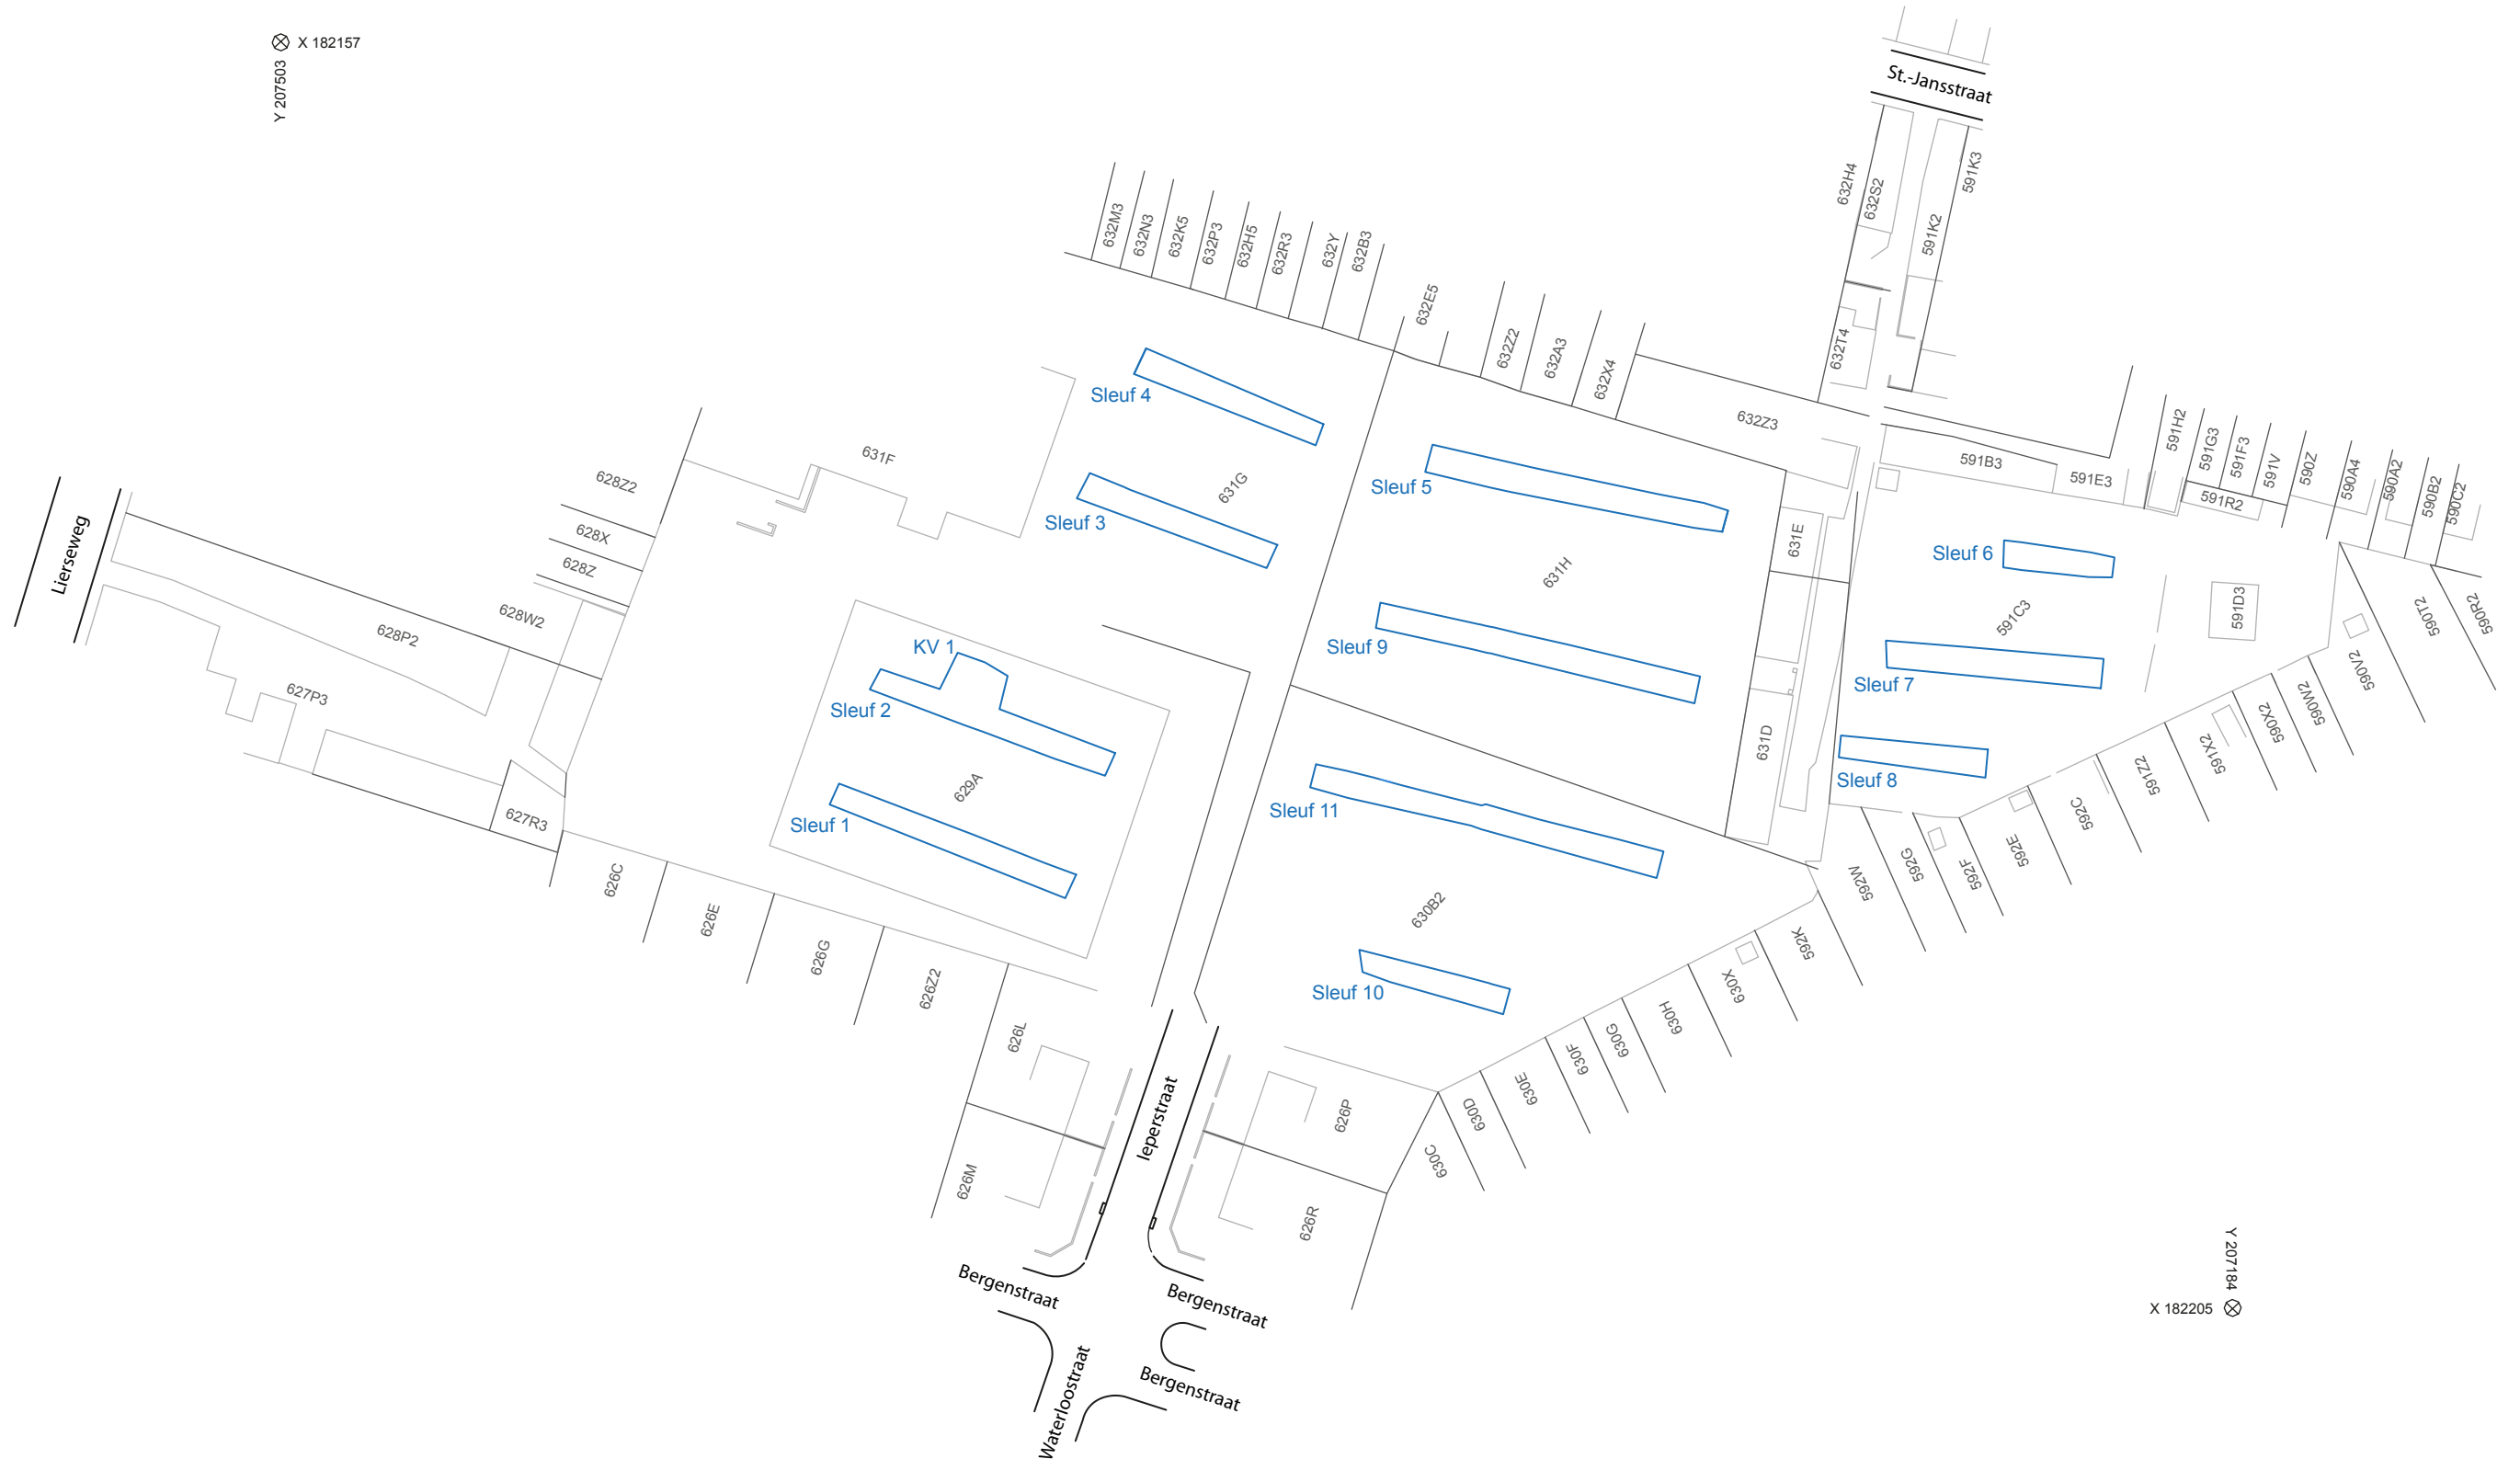 X 182157
Y 207503
St.-Jansstraat
632H4
632S2
591K3
591K2
632M3
632N3
632K5
632P3
632H5
632R3
632Y
632B3
632E5
632Z2
632A3
632X4
632T4
632Z3
Sleuf 4
631F
628Z2
628X
628Z
628W2
Lierseweg
628P2
627P3
627R3
Sleuf 3
631G
Sleuf 5
631H
631E
591B3
591E3
591H2
591G3
591F3
591V
590Z
591R2
590A4
590A2
590B2
590C2
Sleuf 6
591C3
591D3
590T2
590R2
590V2
590W2
590X2
591X2
591Z2
592C
592E
592F
592G
592W
KV 1
Sleuf 2
629A
Sleuf 1
Sleuf 9
Sleuf 7
631D
Sleuf 8
Sleuf 11
630B2
Sleuf 10
626C
626E
626G
626Z2
626L
626M
Ieperstraat
626P
626R
592K
630X
630H
630G
630F
630E
630D
630C
Bergenstraat
Bergenstraat
Bergenstraat
Waterloostraat
Y 207184
X 182205